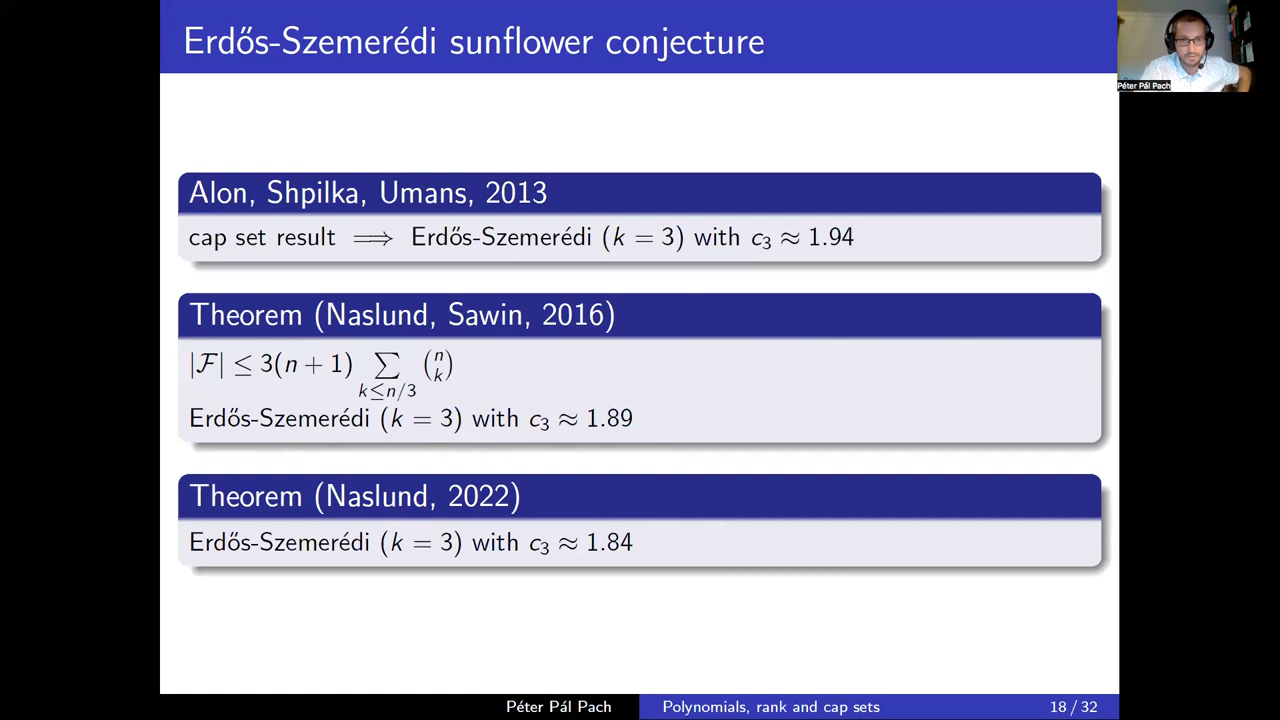 Erdős-Szemerédi sunflower conjecture
Péter Pál Pach
Alon, Shpilka, Umans, 2013
cap set result ⟹ Erdős-Szemerédi (k = 3) with c₃ ≈ 1.94
Theorem (Naslund, Sawin, 2016)
|ℱ| ≤ 3(n + 1) ∑_{k≤n/3} (n choose k)
Erdős-Szemerédi (k = 3) with c₃ ≈ 1.89
Theorem (Naslund, 2022)
Erdős-Szemerédi (k = 3) with c₃ ≈ 1.84
Péter Pál Pach
Polynomials, rank and cap sets
18 / 32